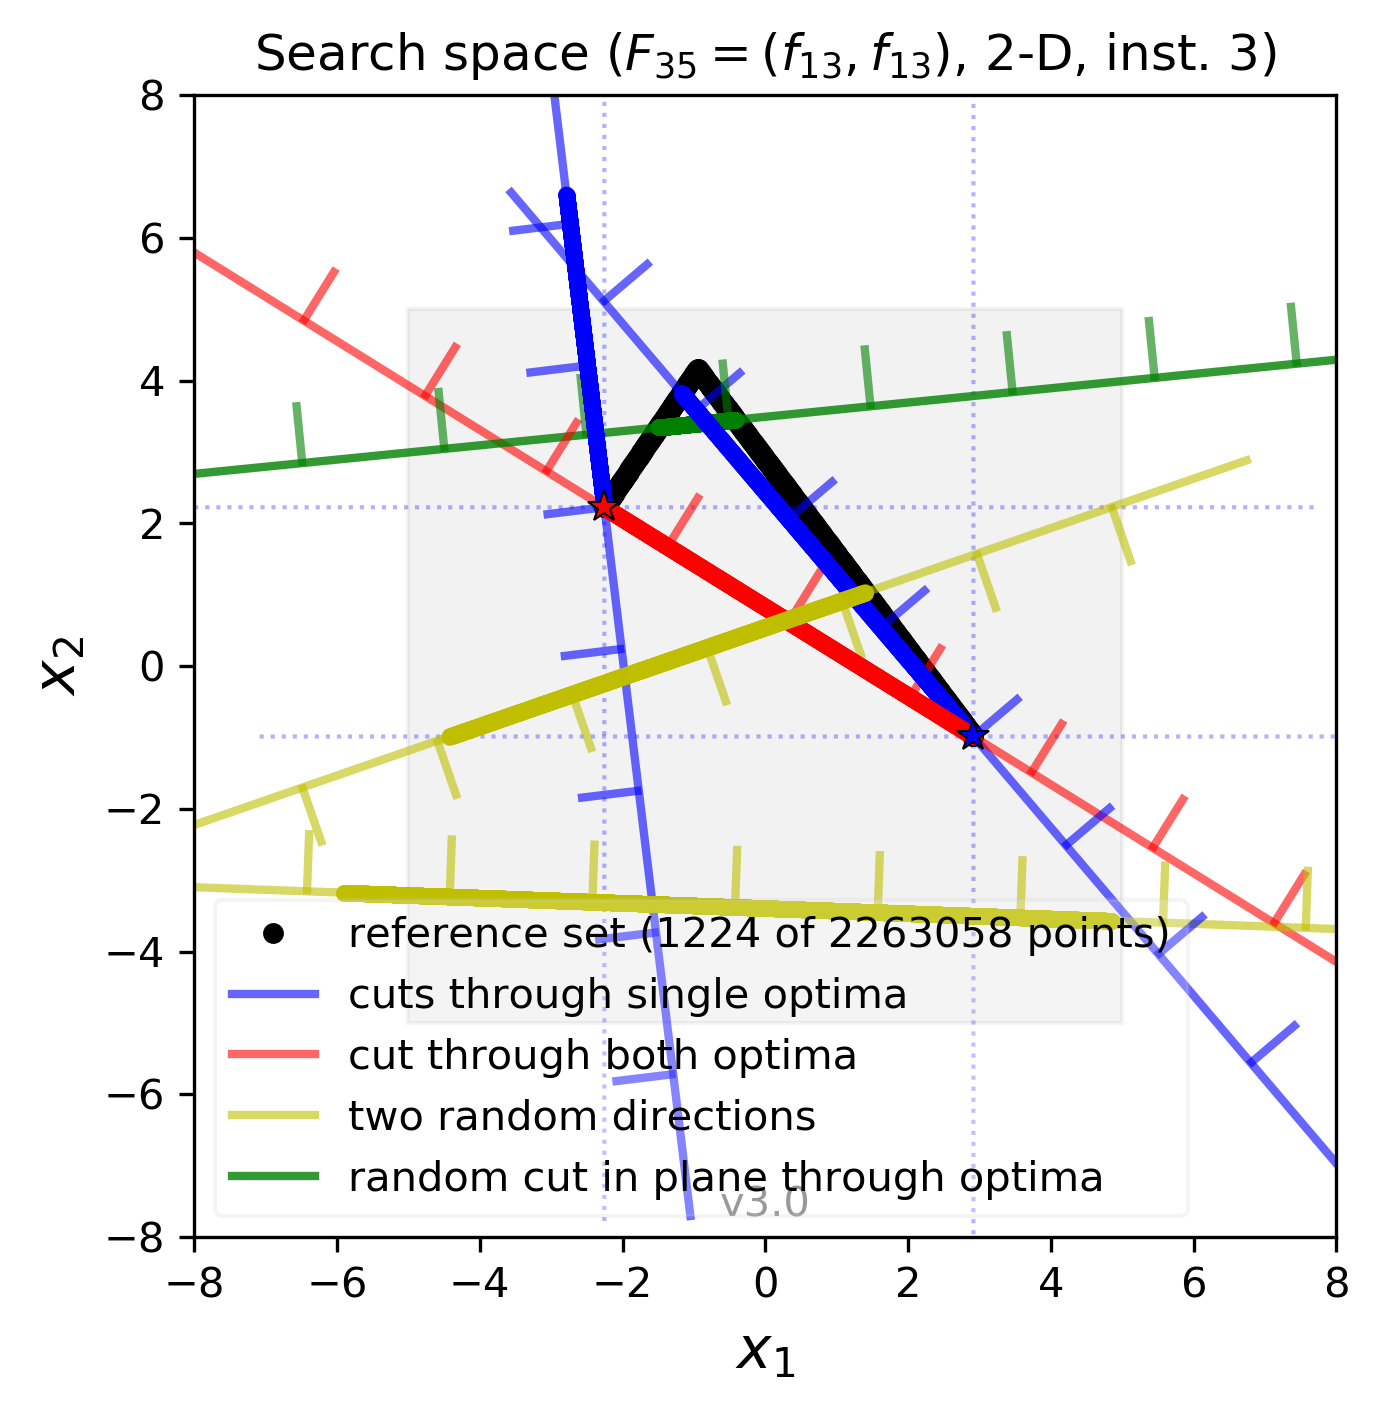 Search space (F35 = (f13, f13), 2-D, inst. 3)
8
6
4
2
0
−2
−4
−6
−8
x2
reference set (1224 of 2263058 points)
cuts through single optima
cut through both optima
two random directions
random cut in plane through optima
v3.0
−8 −6 −4 −2 0 2 4 6 8
x1